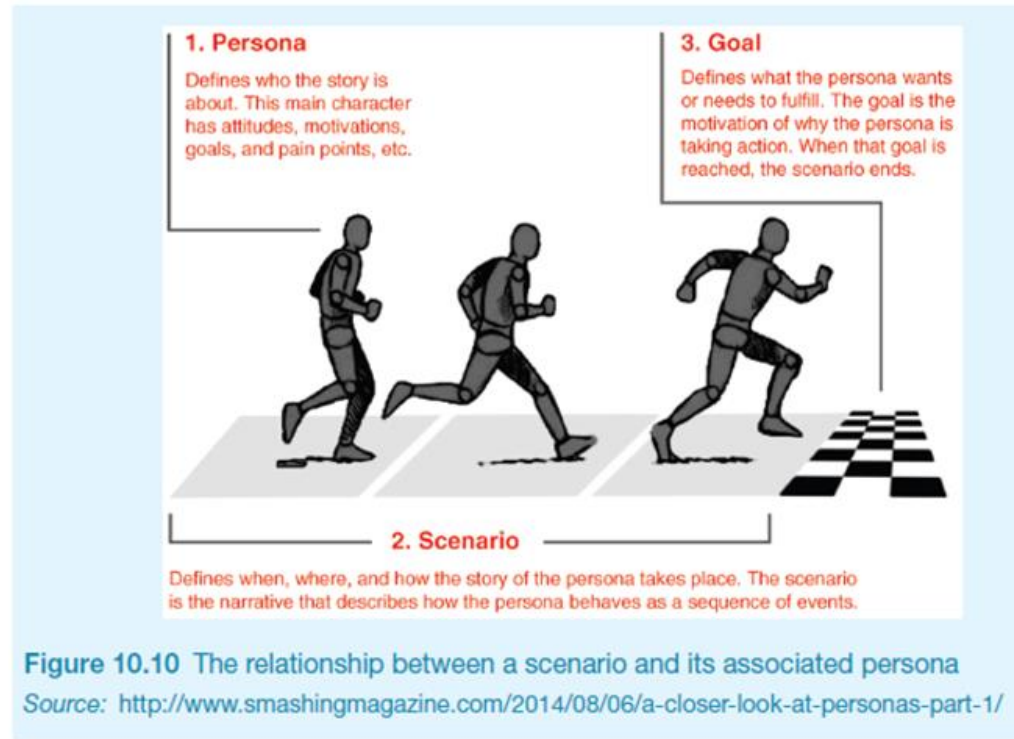 1. Persona
Defines who the story is
about. This main character
has attitudes, motivations,
goals, and pain points, etc.
3. Goal
Defines what the persona wants
or needs to fulfill. The goal is the
motivation of why the persona is
taking action. When that goal is
reached, the scenario ends.
2. Scenario
Defines when, where, and how the story of the persona takes place. The scenario
is the narrative that describes how the persona behaves as a sequence of events.
Figure 10.10 The relationship between a scenario and its associated persona
Source: http://www.smashingmagazine.com/2014/08/06/a-closer-look-at-personas-part-1/